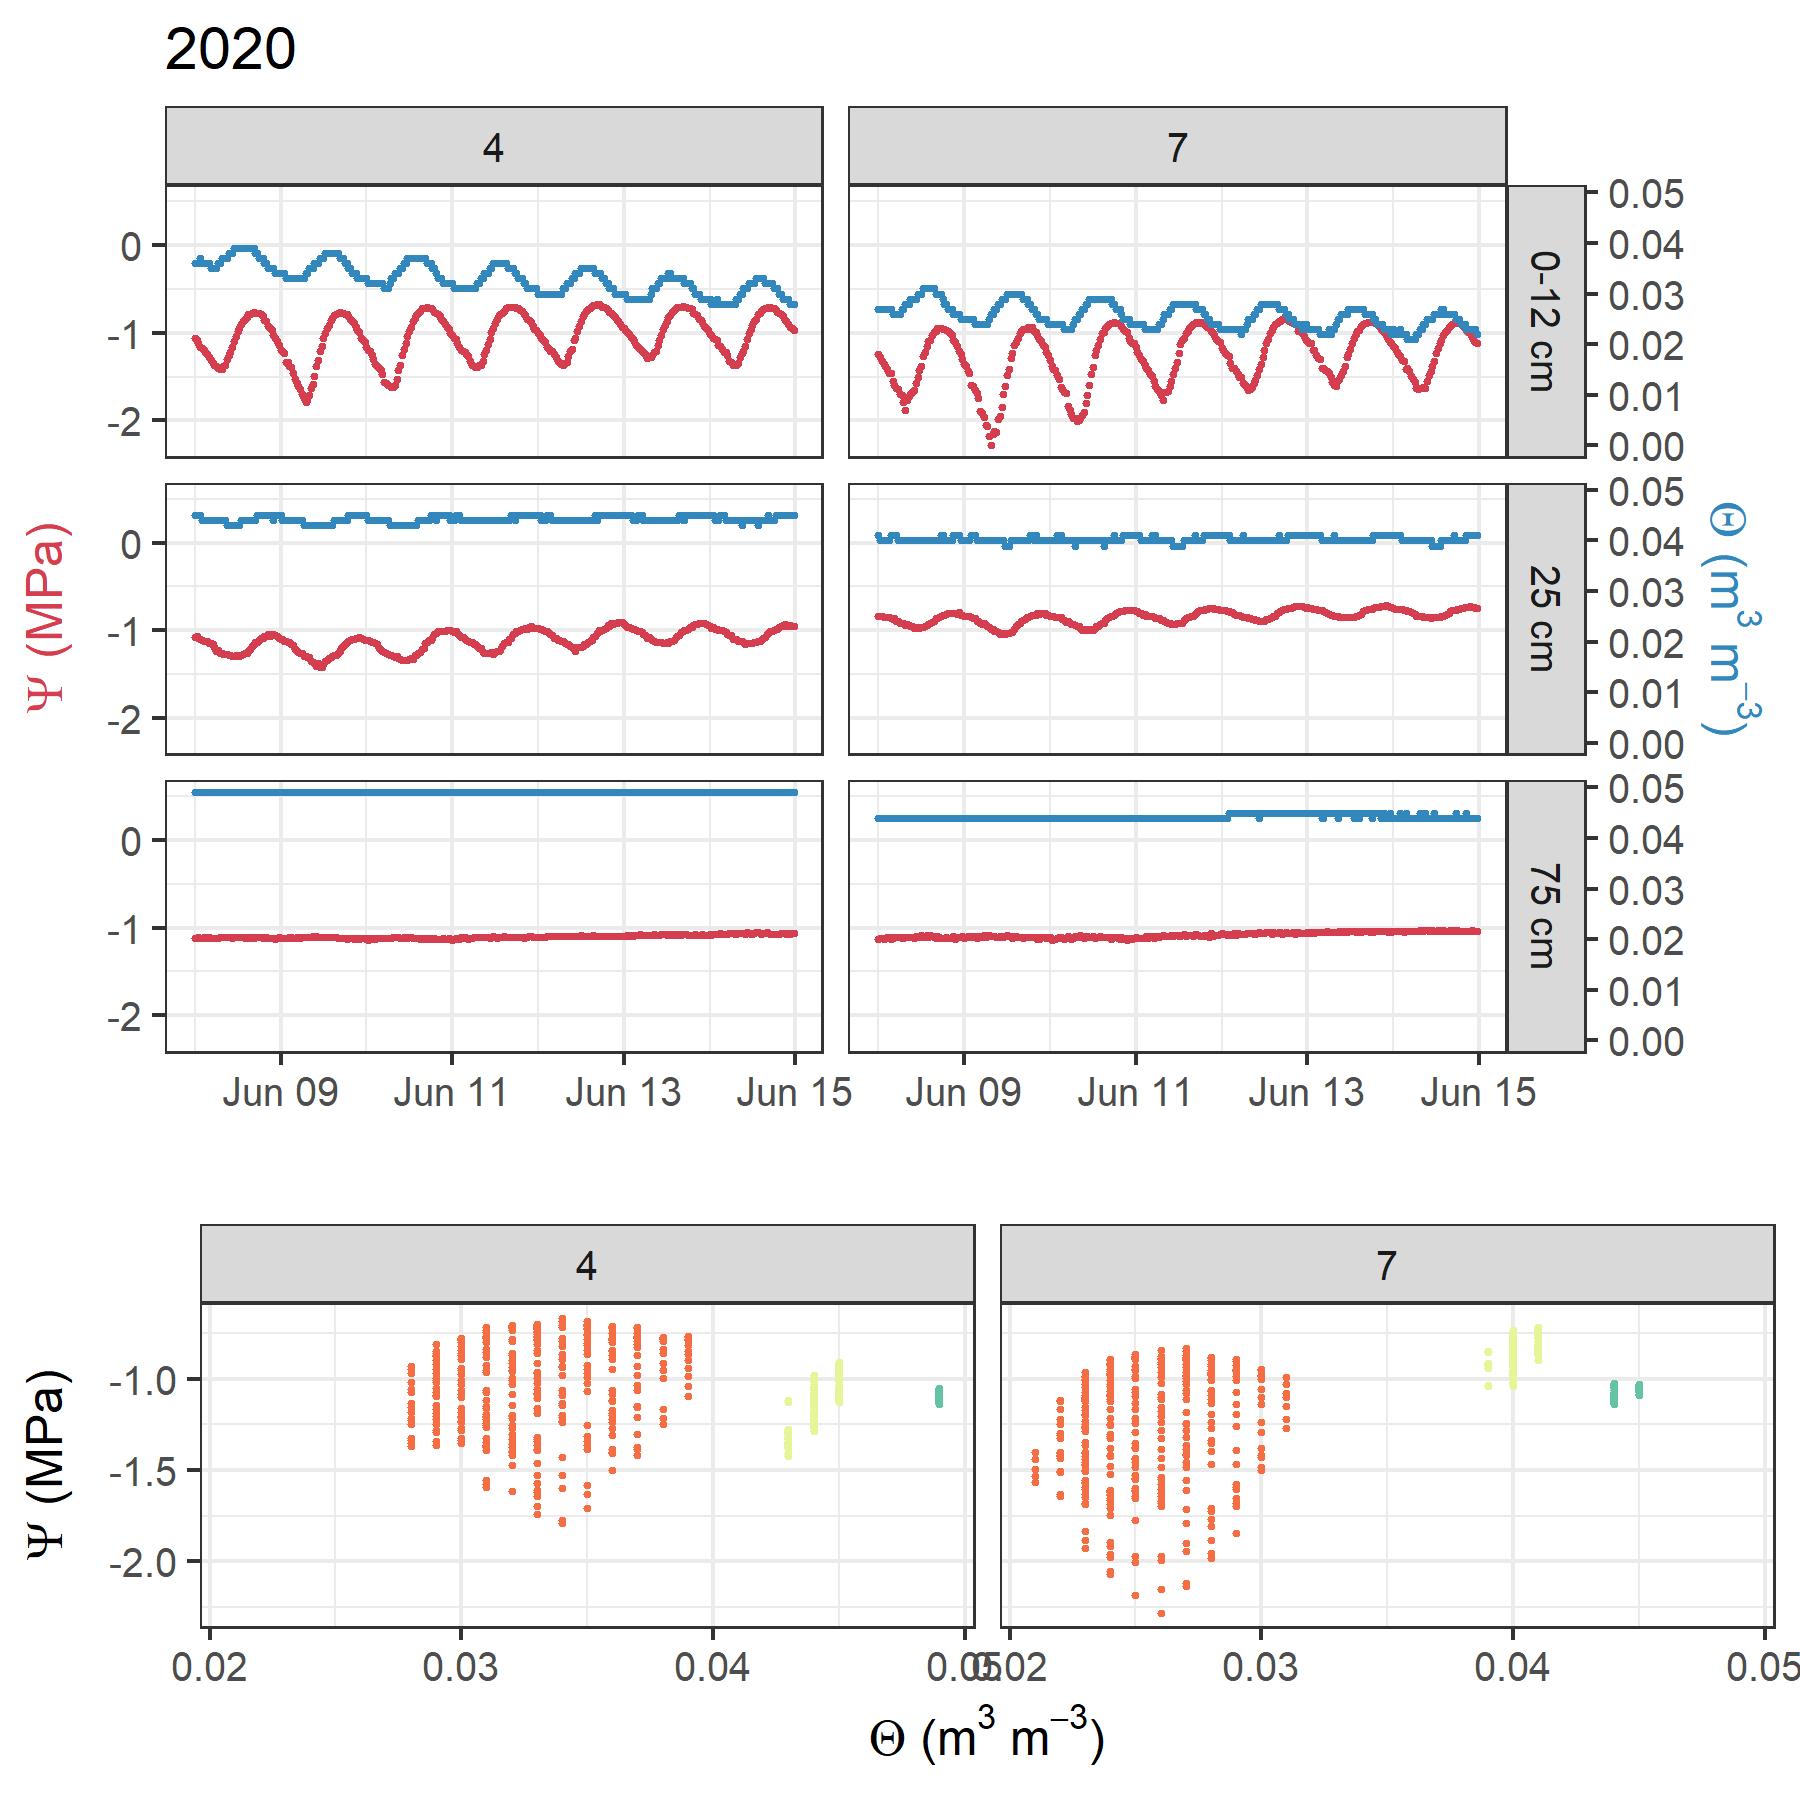 2020
4 7
0 -1 -2
0-12 cm
0.05 0.04 0.03 0.02 0.01 0.00
Ψ (MPa)
0 -1 -2
25 cm
0.05 0.04 0.03 0.02 0.01 0.00
Θ (m³ m⁻³)
0 -1 -2
75 cm
0.05 0.04 0.03 0.02 0.01 0.00
Jun 09 Jun 11 Jun 13 Jun 15 Jun 09 Jun 11 Jun 13 Jun 15
4 7
Ψ (MPa)
-1.0
-1.5
-2.0
0.02 0.03 0.04 0.05 0.02 0.03 0.04 0.05
Θ (m³ m⁻³)